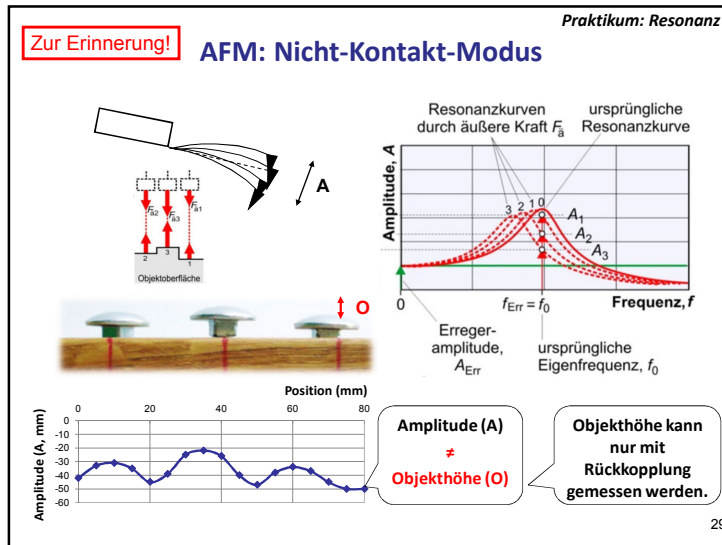 Praktikum: Resonanz
Zur Erinnerung!
AFM: Nicht-Kontakt-Modus
A
Fä2
Fä3
Fä1
2
3
1
Objektoberfläche
O
Resonanzkurven
durch äußere Kraft Fä
ursprüngliche
Resonanzkurve
Amplitude, A
3 2 1 0
A1
A2
A3
0
fErr = f0
Frequenz, f
Erreger-
amplitude,
AErr
ursprüngliche
Eigenfrequenz, f0
Position (mm)
0 20 40 60 80
Amplitude (A, mm)
0
-10
-20
-30
-40
-50
-60
Amplitude (A)
≠
Objekthöhe (O)
Objekthöhe kann
nur mit
Rückkopplung
gemessen werden.
29